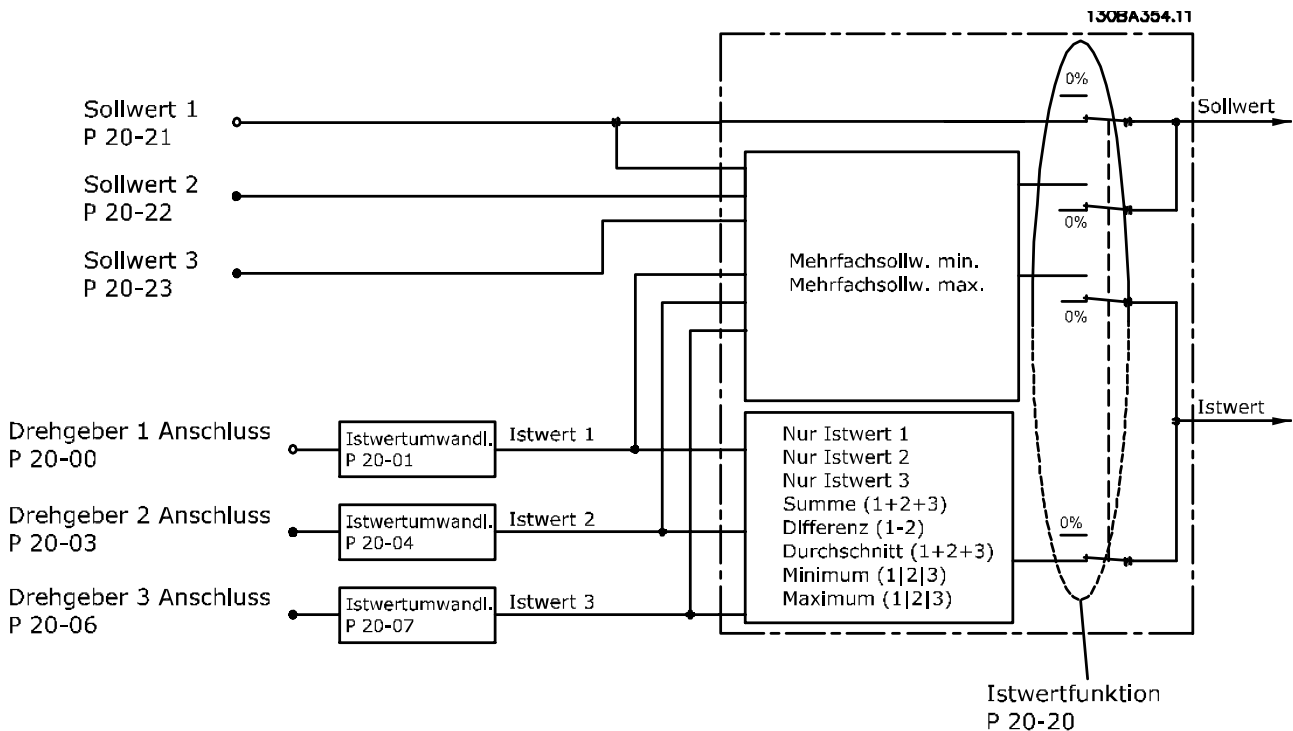 130BA354.11
0%
Sollwert 1
P 20-21
Sollwert
Sollwert 2
P 20-22
0%
Sollwert 3
P 20-23
Mehrfachsollw. min.
Mehrfachsollw. max.
0%
Istwert
Drehgeber 1 Anschluss
P 20-00
Istwertumwandl.
P 20-01
Istwert 1
Drehgeber 2 Anschluss
P 20-03
Istwertumwandl.
P 20-04
Istwert 2
Drehgeber 3 Anschluss
P 20-06
Istwertumwandl.
P 20-07
Istwert 3
Nur Istwert 1
Nur Istwert 2
Nur Istwert 3
Summe (1+2+3)
DIfferenz (1-2)
Durchschnitt (1+2+3)
Minimum (1|2|3)
Maximum (1|2|3)
0%
Istwertfunktion
P 20-20